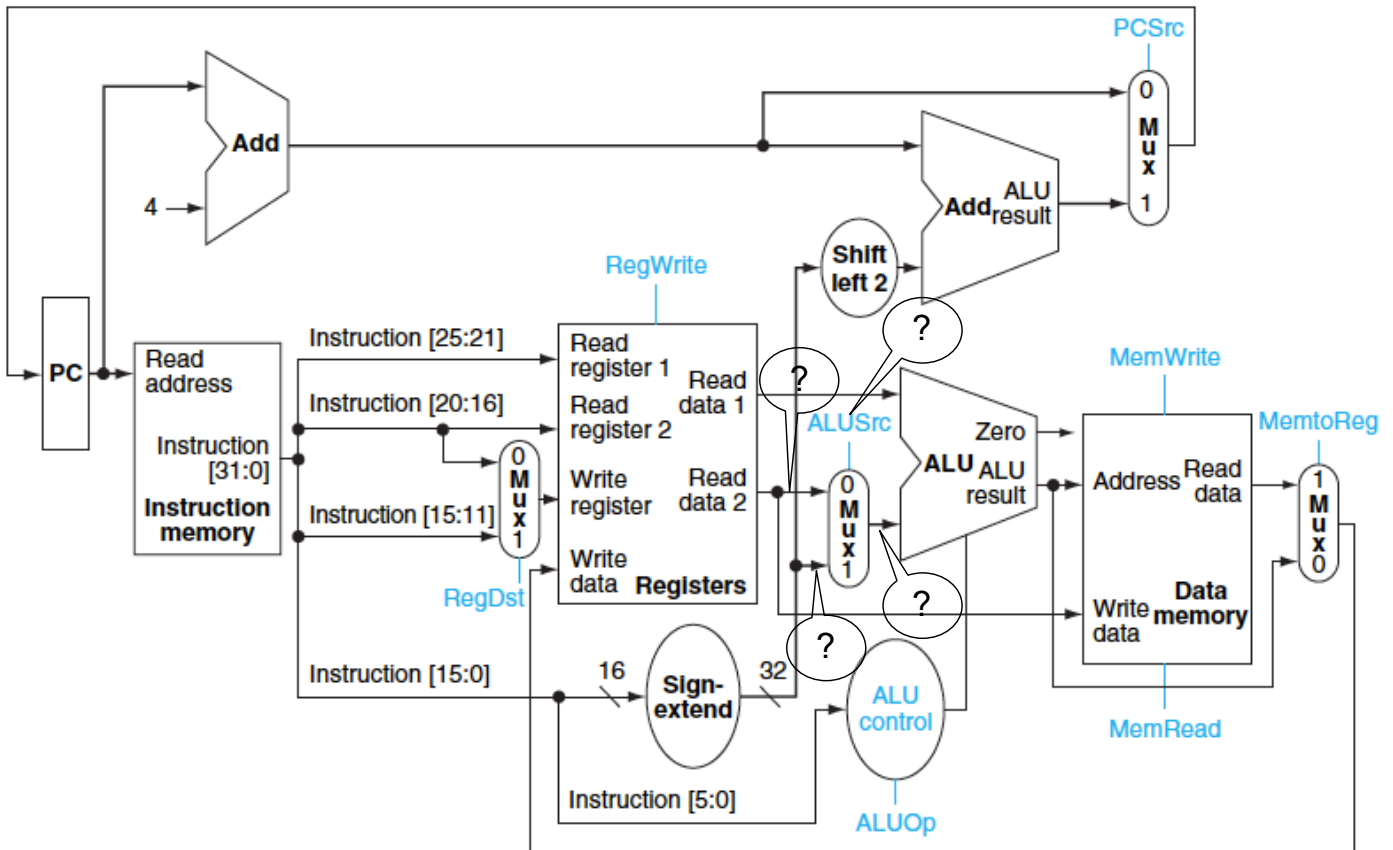 PCSrc
0
Mux
1
Add
4
Add
ALU
result
Shift
left 2
RegWrite
?
PC
Read
address
Instruction
[31:0]
Instruction
memory
Instruction [25:21]
Instruction [20:16]
Instruction [15:11]
0
Mux
1
RegDst
Read
register 1
Read
register 2
Write
register
Write
data
Read
data 1
Read
data 2
Registers
?
ALUSrc
0
Mux
1
?
?
Zero
ALU
ALU
result
MemWrite
Address
Read
data
Write
data
Data
memory
MemRead
MemtoReg
1
Mux
0
Instruction [15:0]
16
Sign-
extend
32
ALU
control
Instruction [5:0]
ALUOp